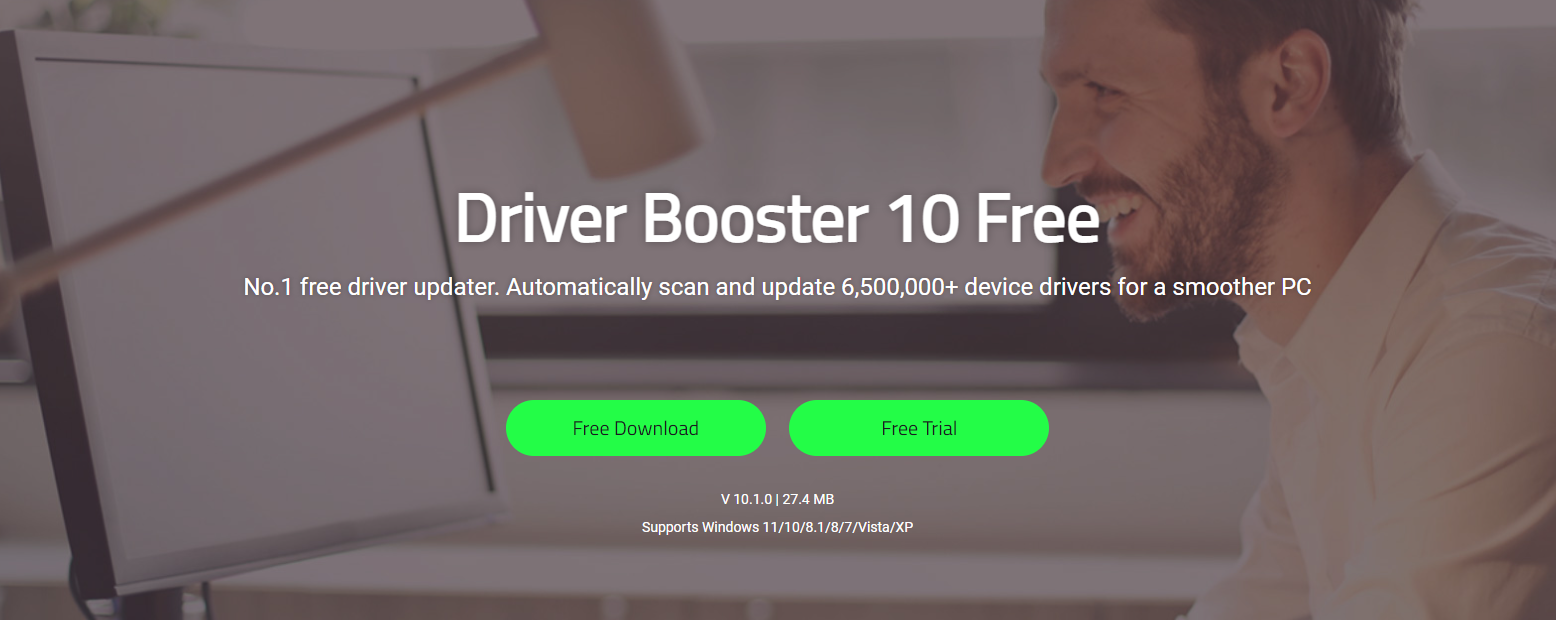 Driver Booster 10 Free
No.1 free driver updater. Automatically scan and update 6,500,000+ device drivers for a smoother PC
Free Download
Free Trial
V 10.1.0 | 27.4 MB
Supports Windows 11/10/8.1/8/7/Vista/XP